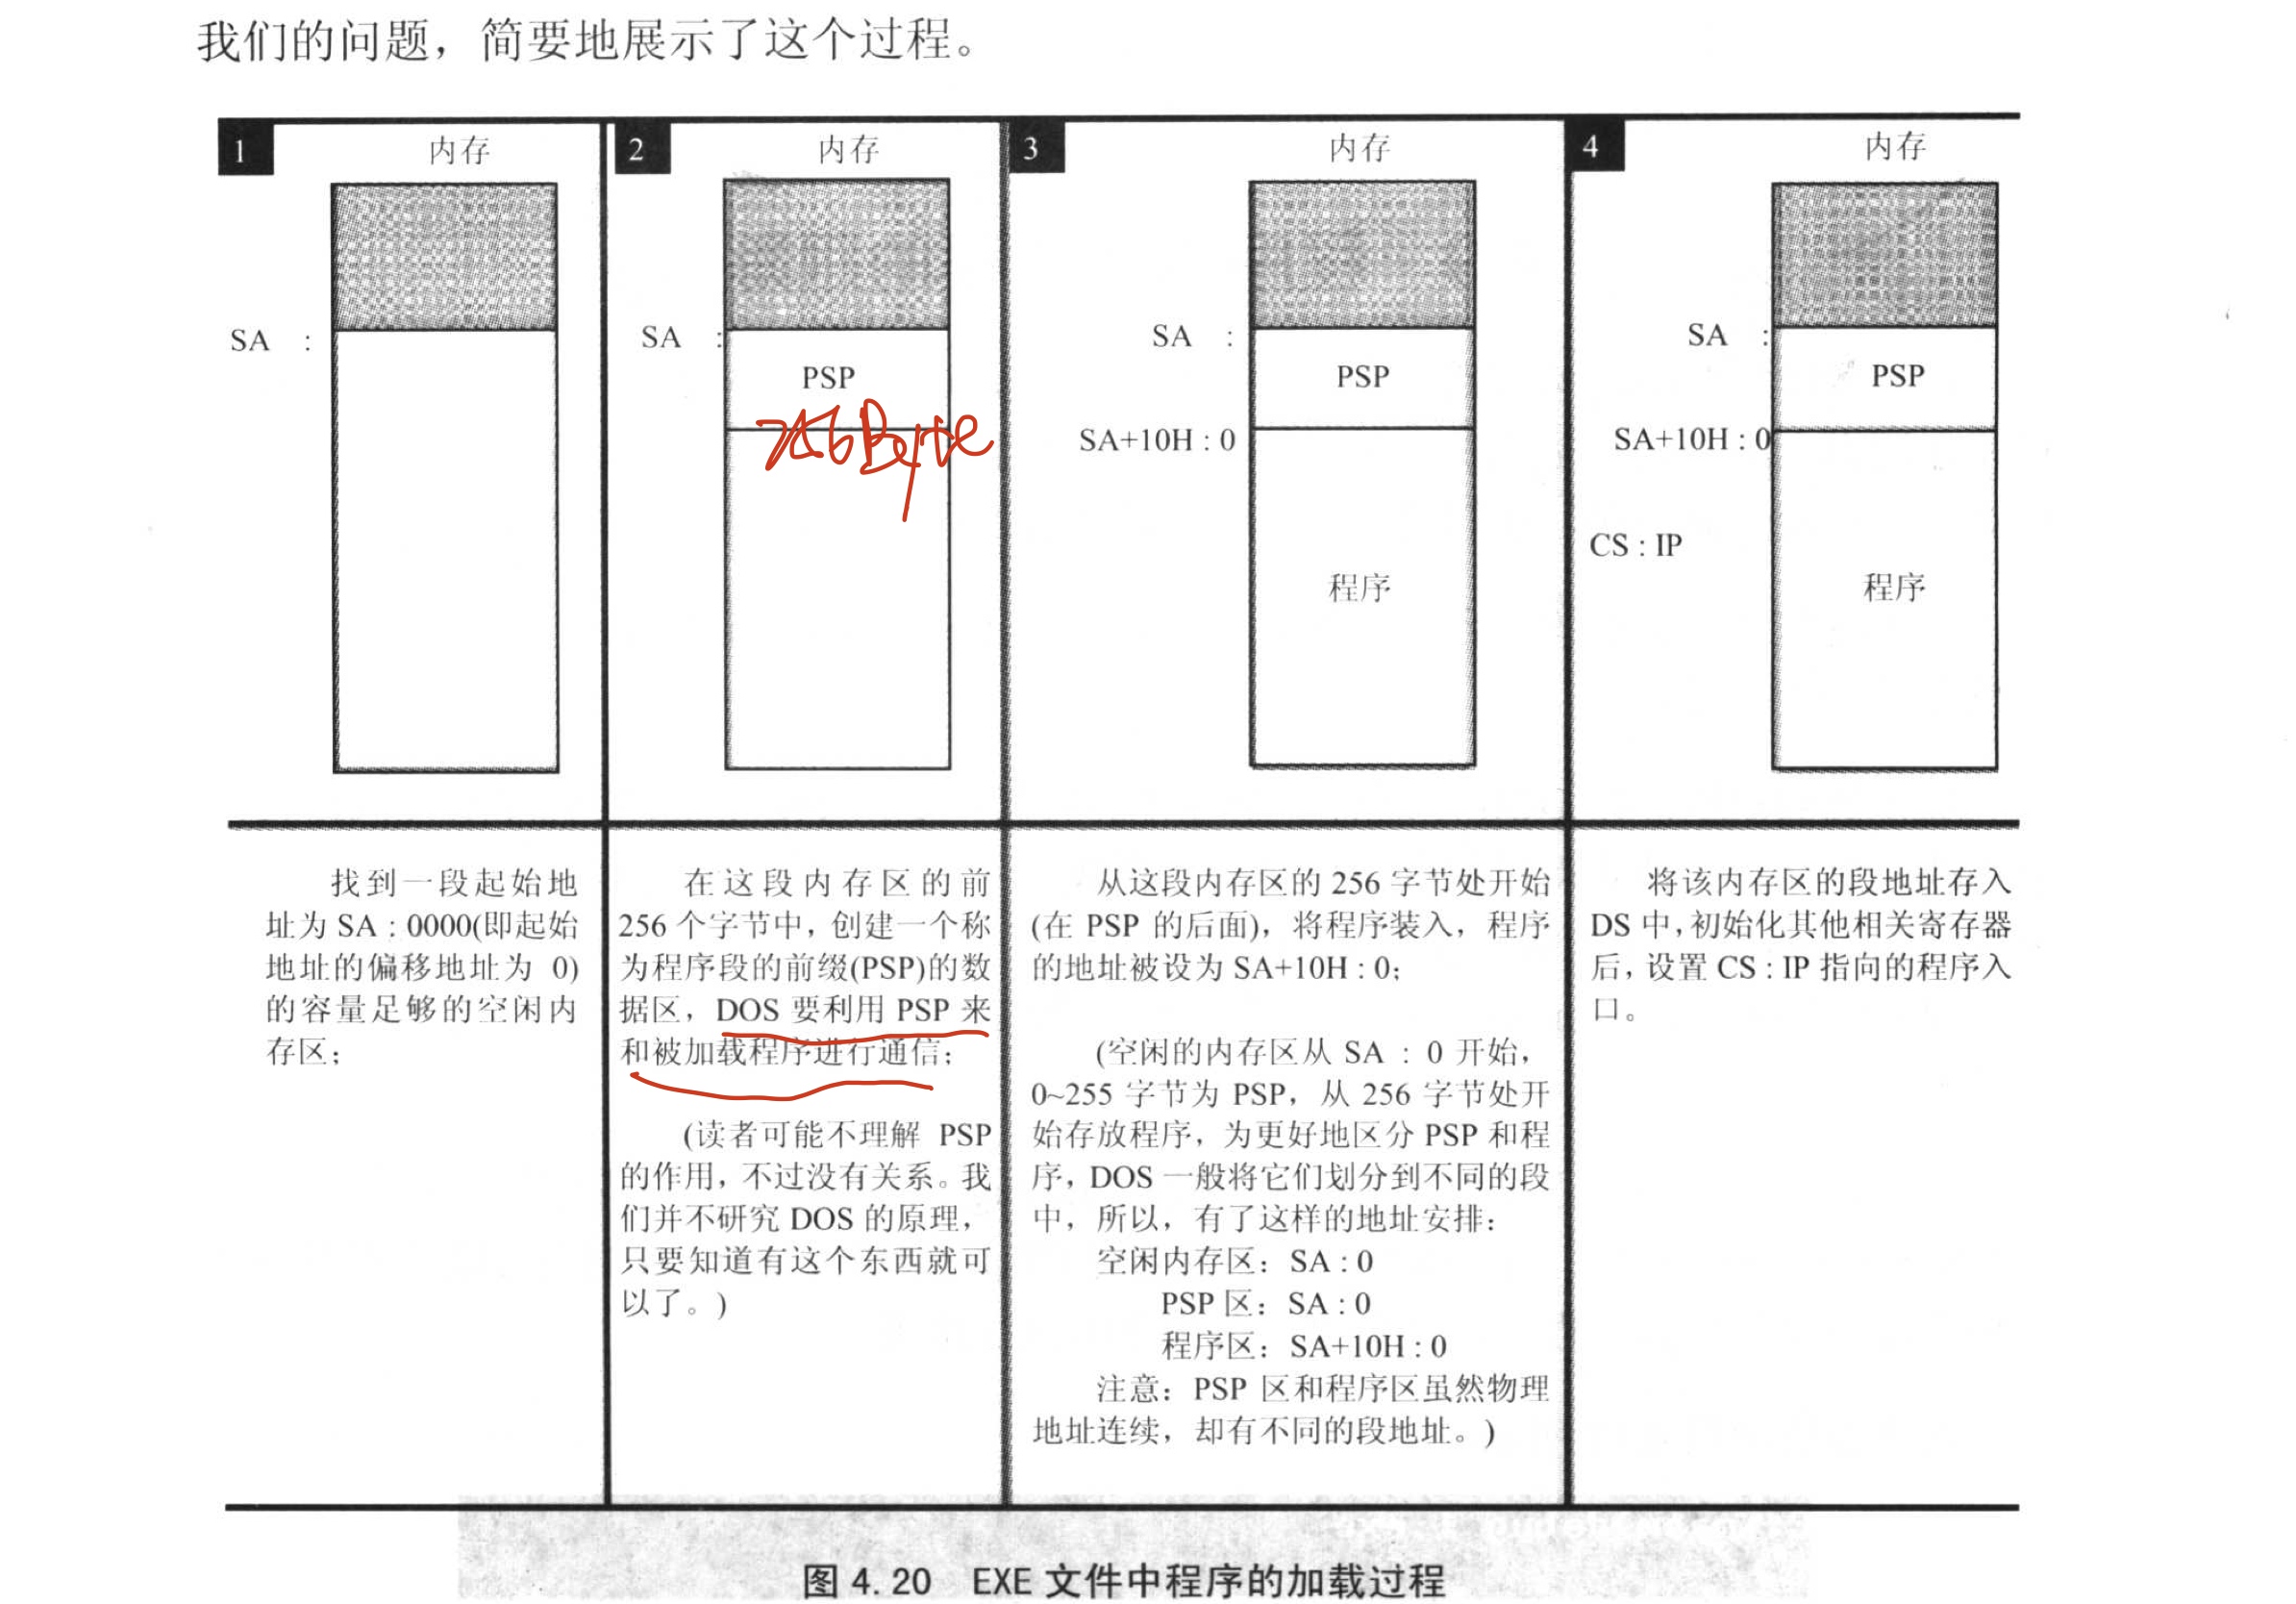 我们的问题，简要地展示了这个过程。
1
内存
SA :
2
内存
SA :
PSP
256Byte
3
内存
SA :
PSP
SA+10H : 0
程序
4
内存
SA :
PSP
SA+10H : 0
CS : IP
程序
找到一段起始地
址为 SA : 0000(即起始
地址的偏移地址为 0)
的容量足够的空闲内
存区；
在这段内存区的前
256 个字节中，创建一个称
为程序段的前缀(PSP)的数
据区，DOS 要利用 PSP 来
和被加载程序进行通信；
(读者可能不理解 PSP
的作用，不过没有关系。我
们并不研究 DOS 的原理，
只要知道有这个东西就可
以了。)
从这段内存区的 256 字节处开始
(在 PSP 的后面)，将程序装入，程序
的地址被设为 SA+10H : 0；
(空闲的内存区从 SA : 0 开始，
0~255 字节为 PSP，从 256 字节处开
始存放程序，为更好地区分 PSP 和程
序，DOS 一般将它们划分到不同的段
中，所以，有了这样的地址安排：
空闲内存区：SA : 0
PSP 区：SA : 0
程序区：SA+10H : 0
注意：PSP 区和程序区虽然物理
地址连续，却有不同的段地址。)
将该内存区的段地址存入
DS 中，初始化其他相关寄存器
后，设置 CS : IP 指向的程序入
口。
图 4.20 EXE 文件中程序的加载过程